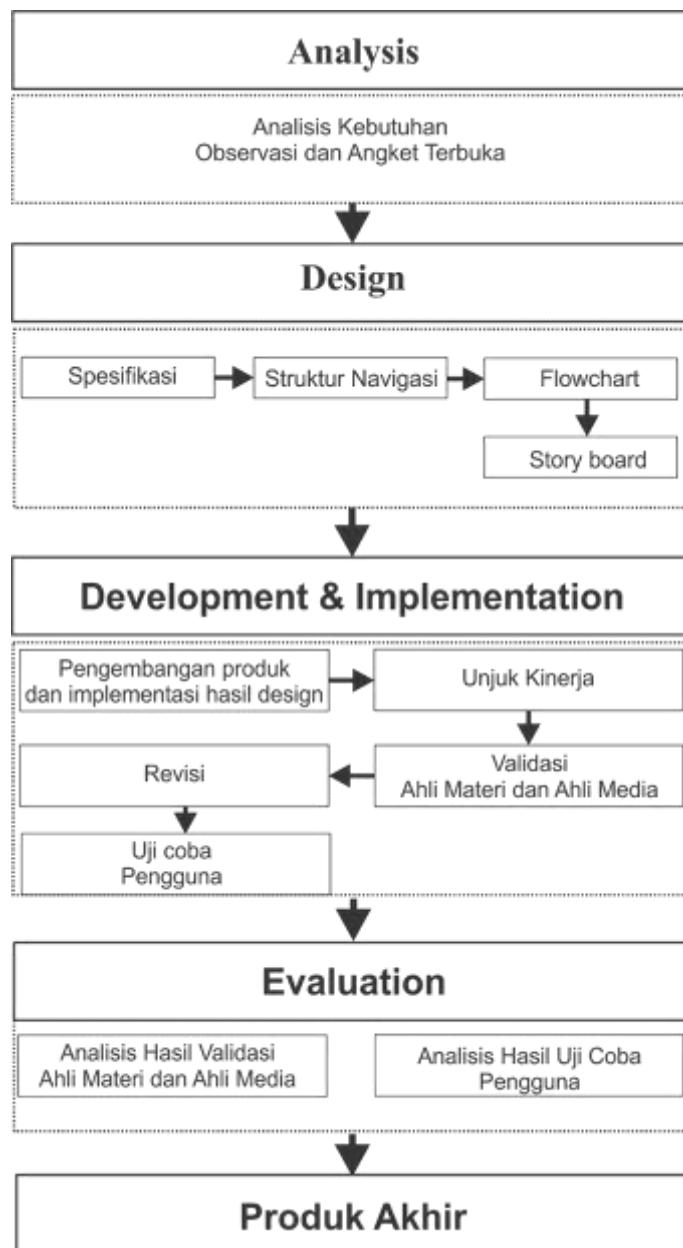 Analysis
Analisis Kebutuhan
Observasi dan Angket Terbuka
Design
Spesifikasi
Struktur Navigasi
Flowchart
Story board
Development & Implementation
Pengembangan produk
dan implementasi hasil design
Unjuk Kinerja
Validasi
Ahli Materi dan Ahli Media
Revisi
Uji coba
Pengguna
Evaluation
Analisis Hasil Validasi
Ahli Materi dan Ahli Media
Analisis Hasil Uji Coba
Pengguna
Produk Akhir